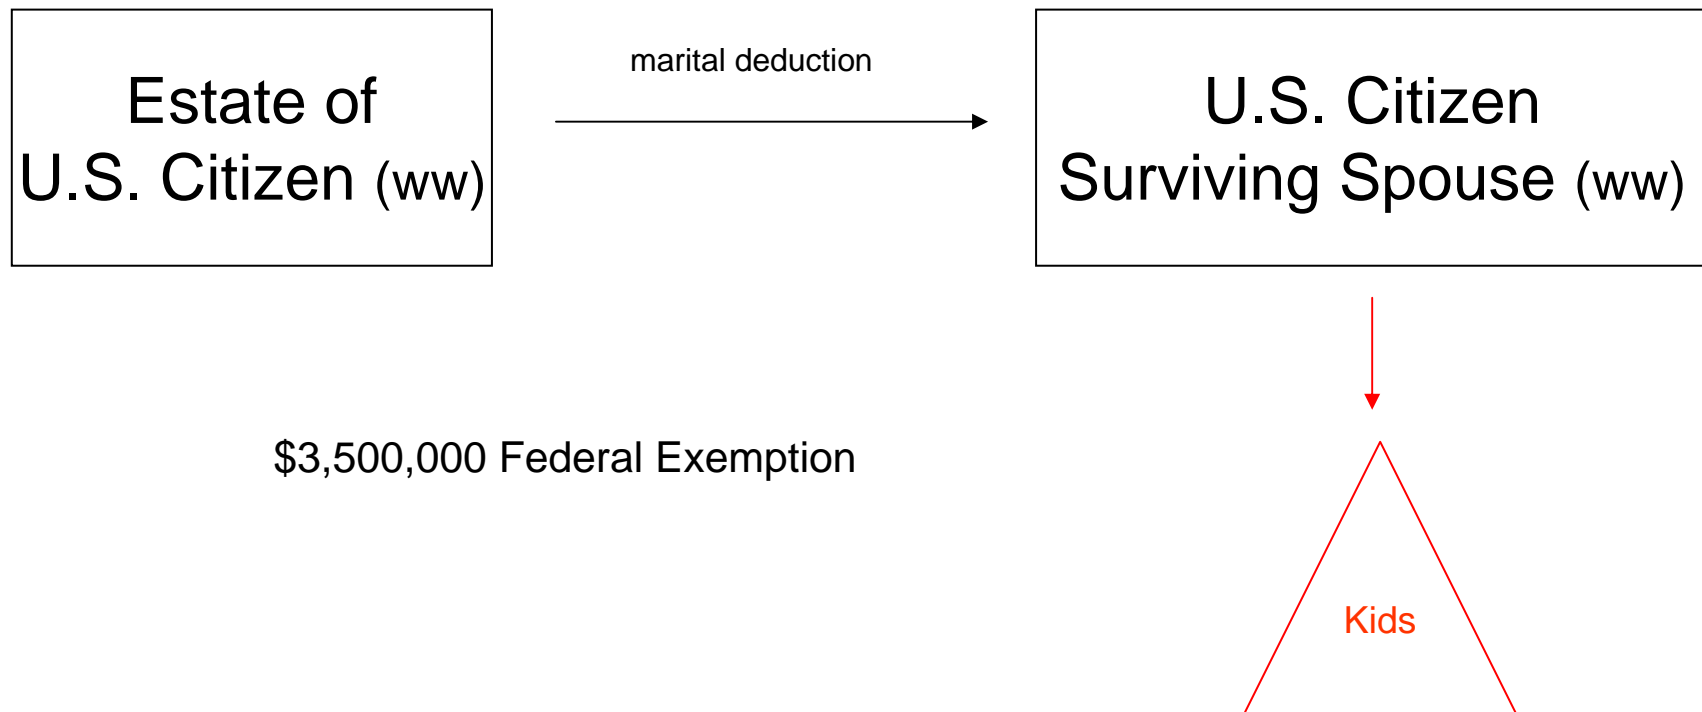 Estate of
U.S. Citizen (ww)
marital deduction
U.S. Citizen
Surviving Spouse (ww)
$3,500,000 Federal Exemption
Kids